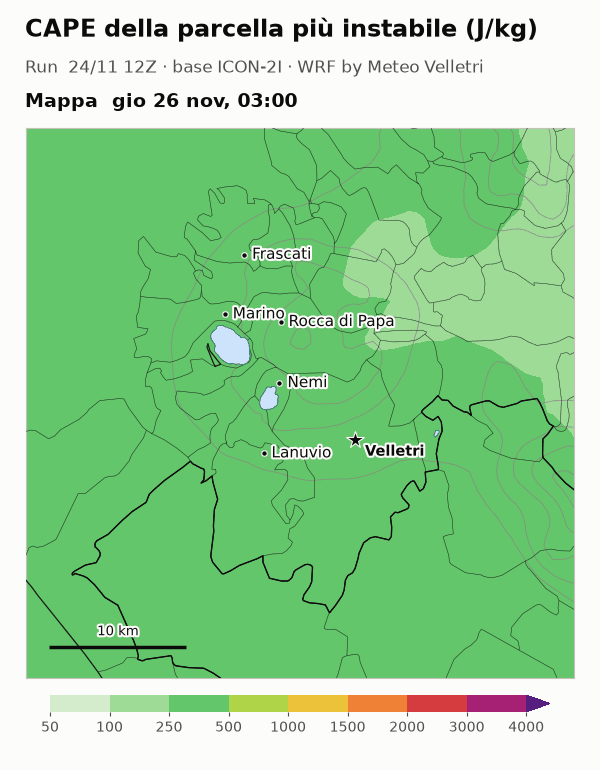 CAPE della parcella più instabile (J/kg)
Run  24/11 12Z · base ICON-2I · WRF by Meteo Velletri
Mappa  gio 26 nov, 03:00
Frascati
Marino
Rocca di Papa
Nemi
Lanuvio
Velletri
10 km
50 100 250 500 1000 1500 2000 3000 4000